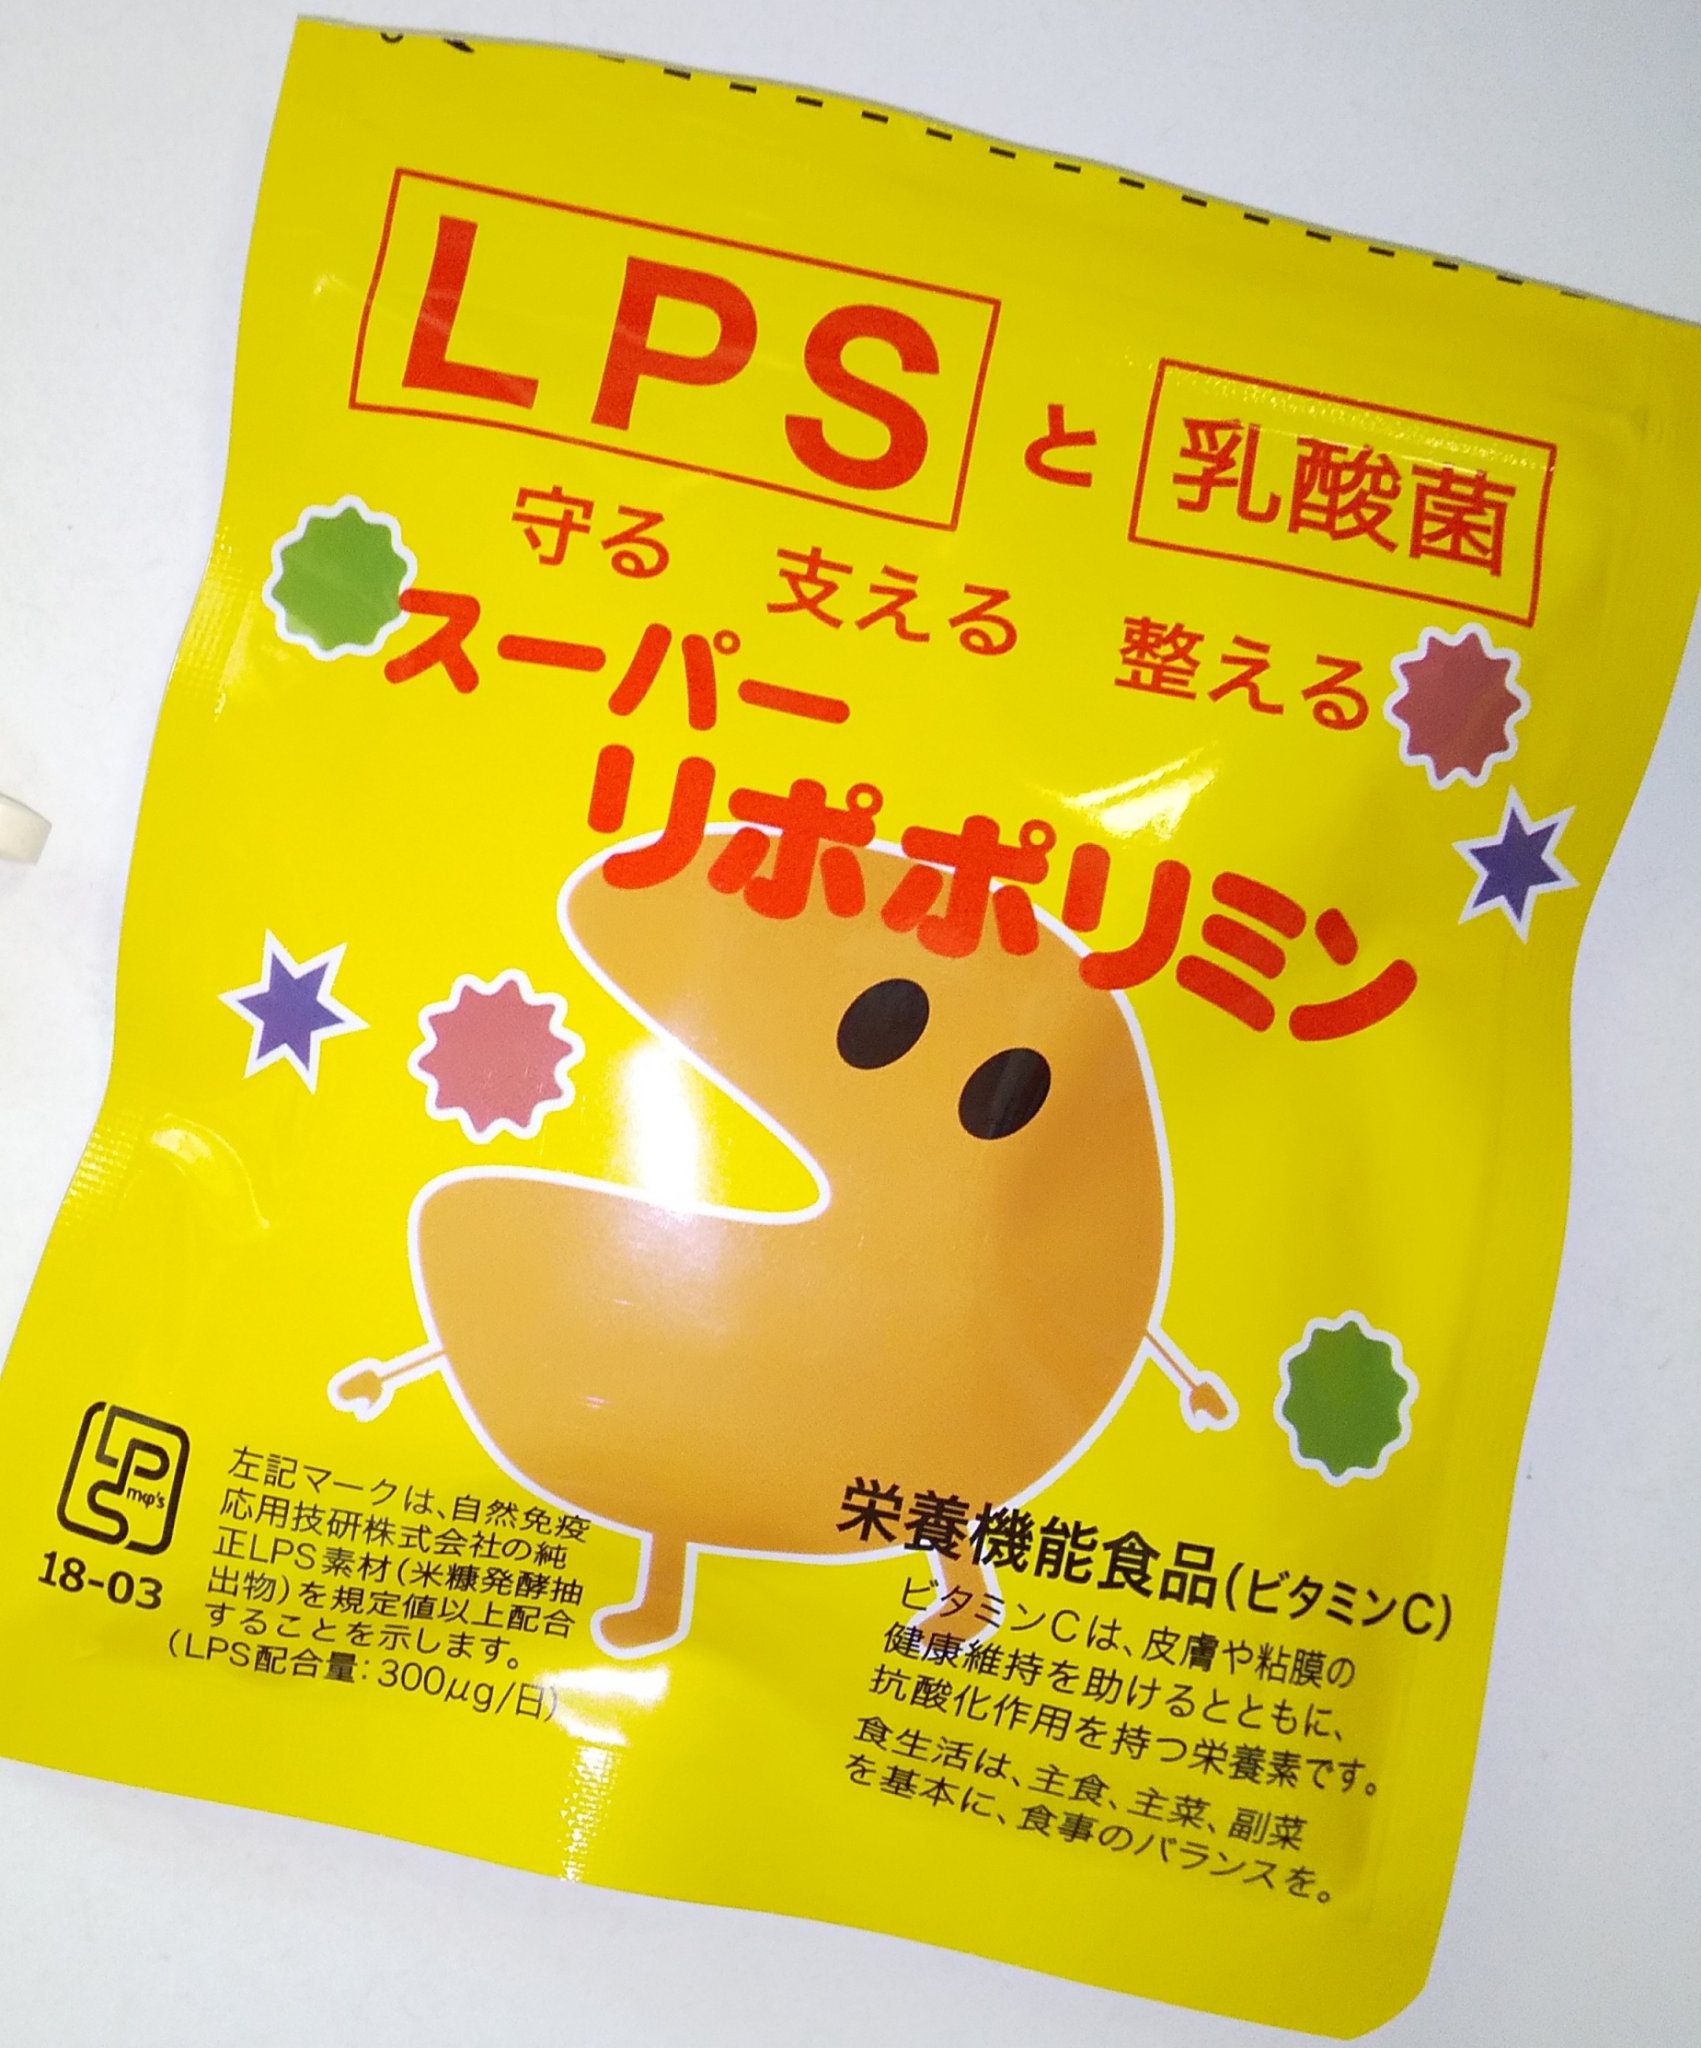 LPSと乳酸菌
守る 支える 整える
スーパー
リポポリミン
LPS
mcp's
18-03
左記マークは、自然免疫
応用技研株式会社の純
正LPS素材(米糠発酵抽
出物)を規定値以上配合
することを示します。
(LPS配合量:300μg/日)
栄養機能食品(ビタミンC)
ビタミンCは、皮膚や粘膜の
健康維持を助けるとともに、
抗酸化作用を持つ栄養素です。
食生活は、主食、主菜、副菜
を基本に、食事のバランスを。